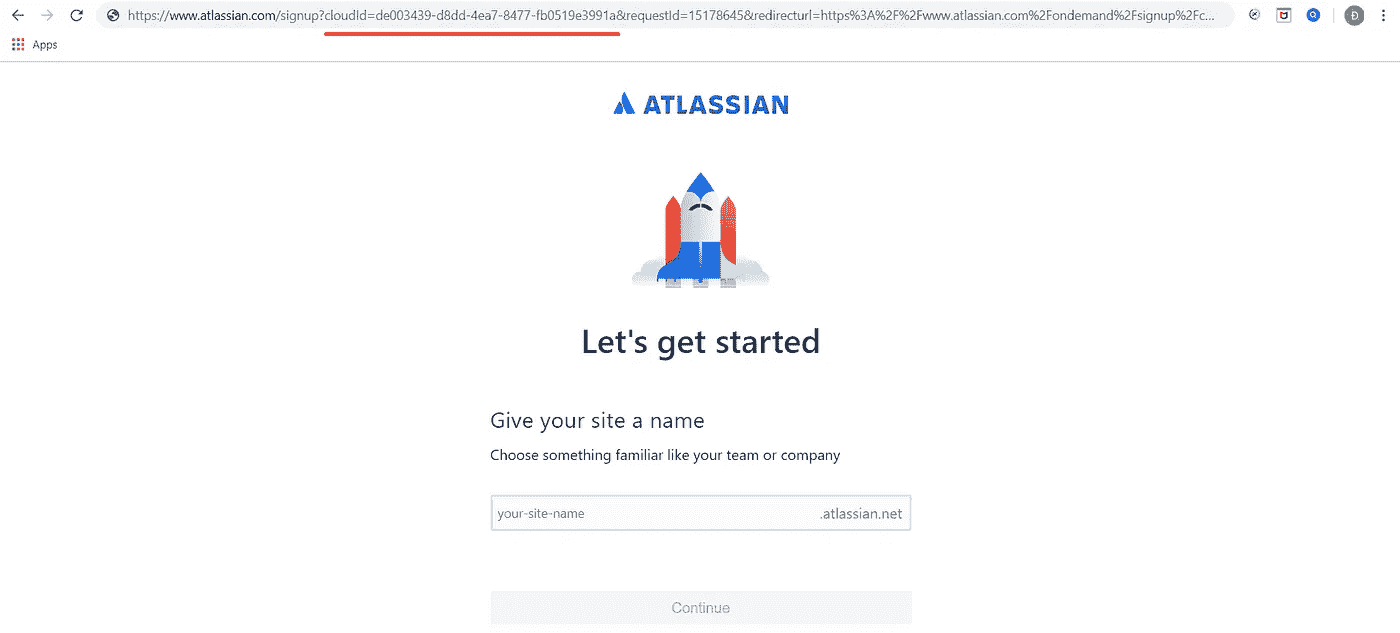 https://www.atlassian.com/signup?cloudId=de003439-d8dd-4ea7-8477-fb0519e3991a&requestId=15178645&redirecturl=https%3A%2F%2Fwww.atlassian.com%2Fondemand%2Fsignup%2Fc...
Đ
Apps
ATLASSIAN
Let's get started
Give your site a name
Choose something familiar like your team or company
your-site-name .atlassian.net
Continue